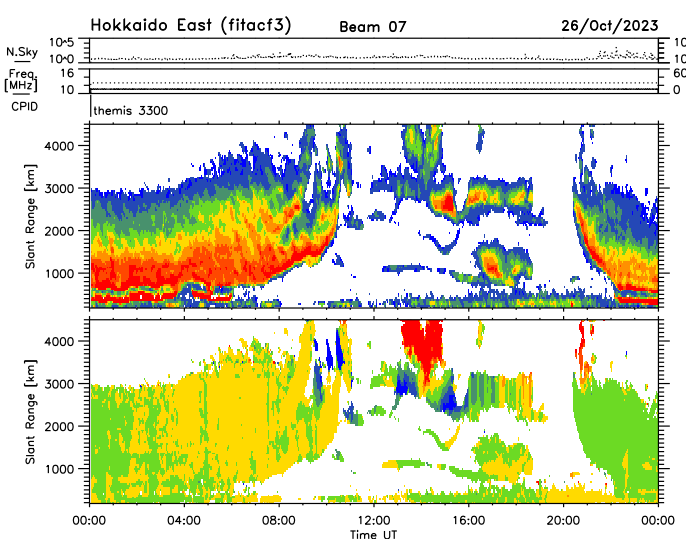 Hokkaido East (fitacf3) Beam 07 26/Oct/2023
N.Sky 10^5 10^0 10 10
Freq. [MHz] 16 10 60 0
CPID themis 3300
Slant Range [km] 4000 3000 2000 1000
Slant Range [km] 4000 3000 2000 1000
00:00 04:00 08:00 12:00 16:00 20:00 00:00
Time UT